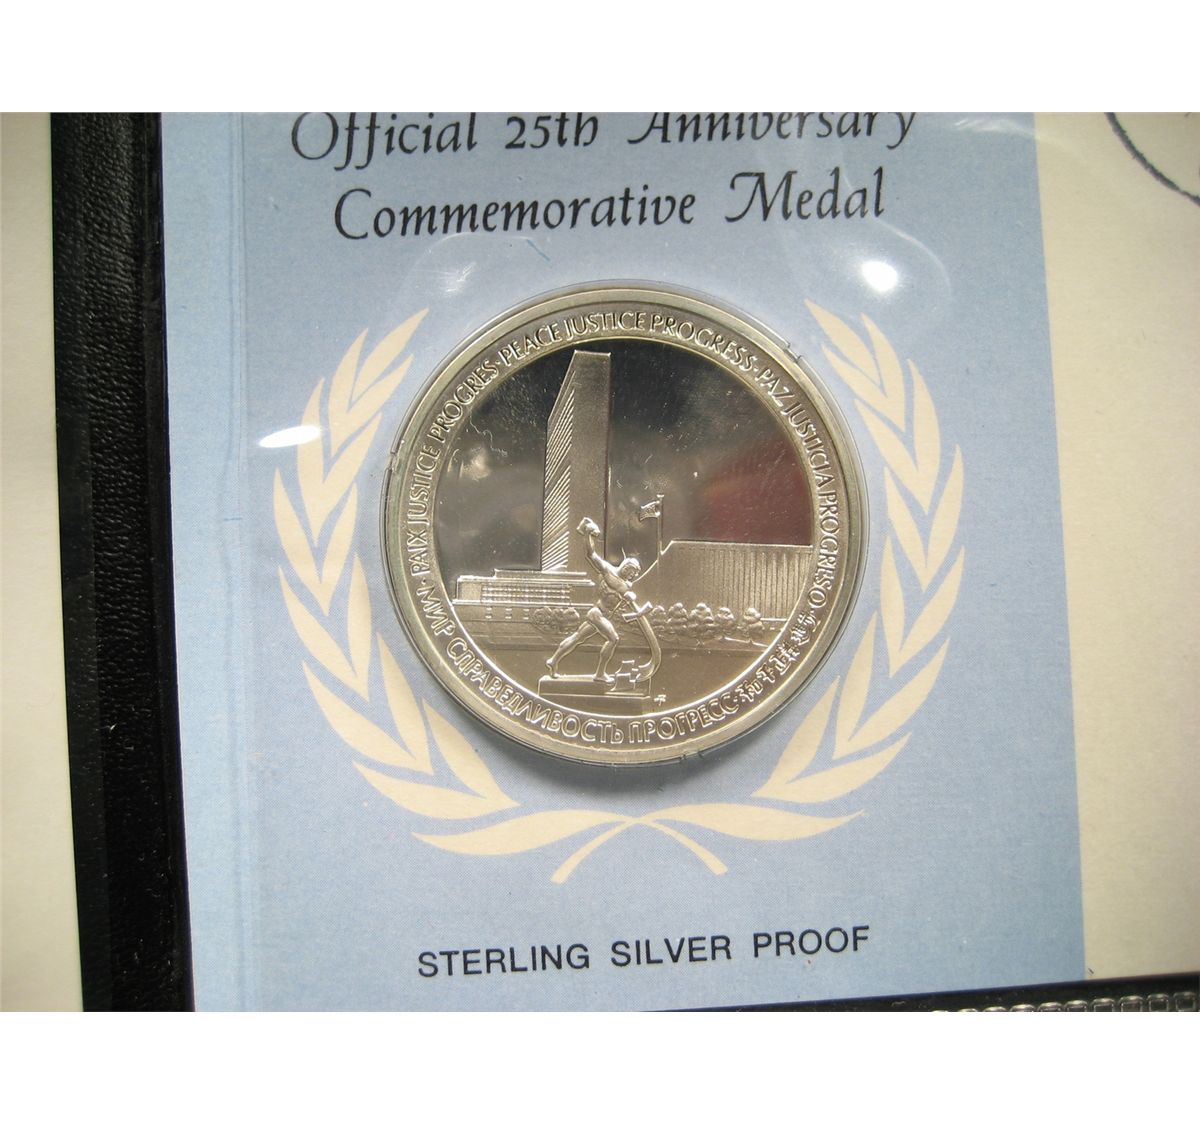 Official 25th Anniversary
Commemorative Medal
PEACE JUSTICE PROGRESS · PAZ JUSTICIA PROGRESO
МИР СПРАВЕДЛИВОСТЬ ПРОГРЕСС ·
PAIX JUSTICE PROGRES ·
STERLING SILVER PROOF